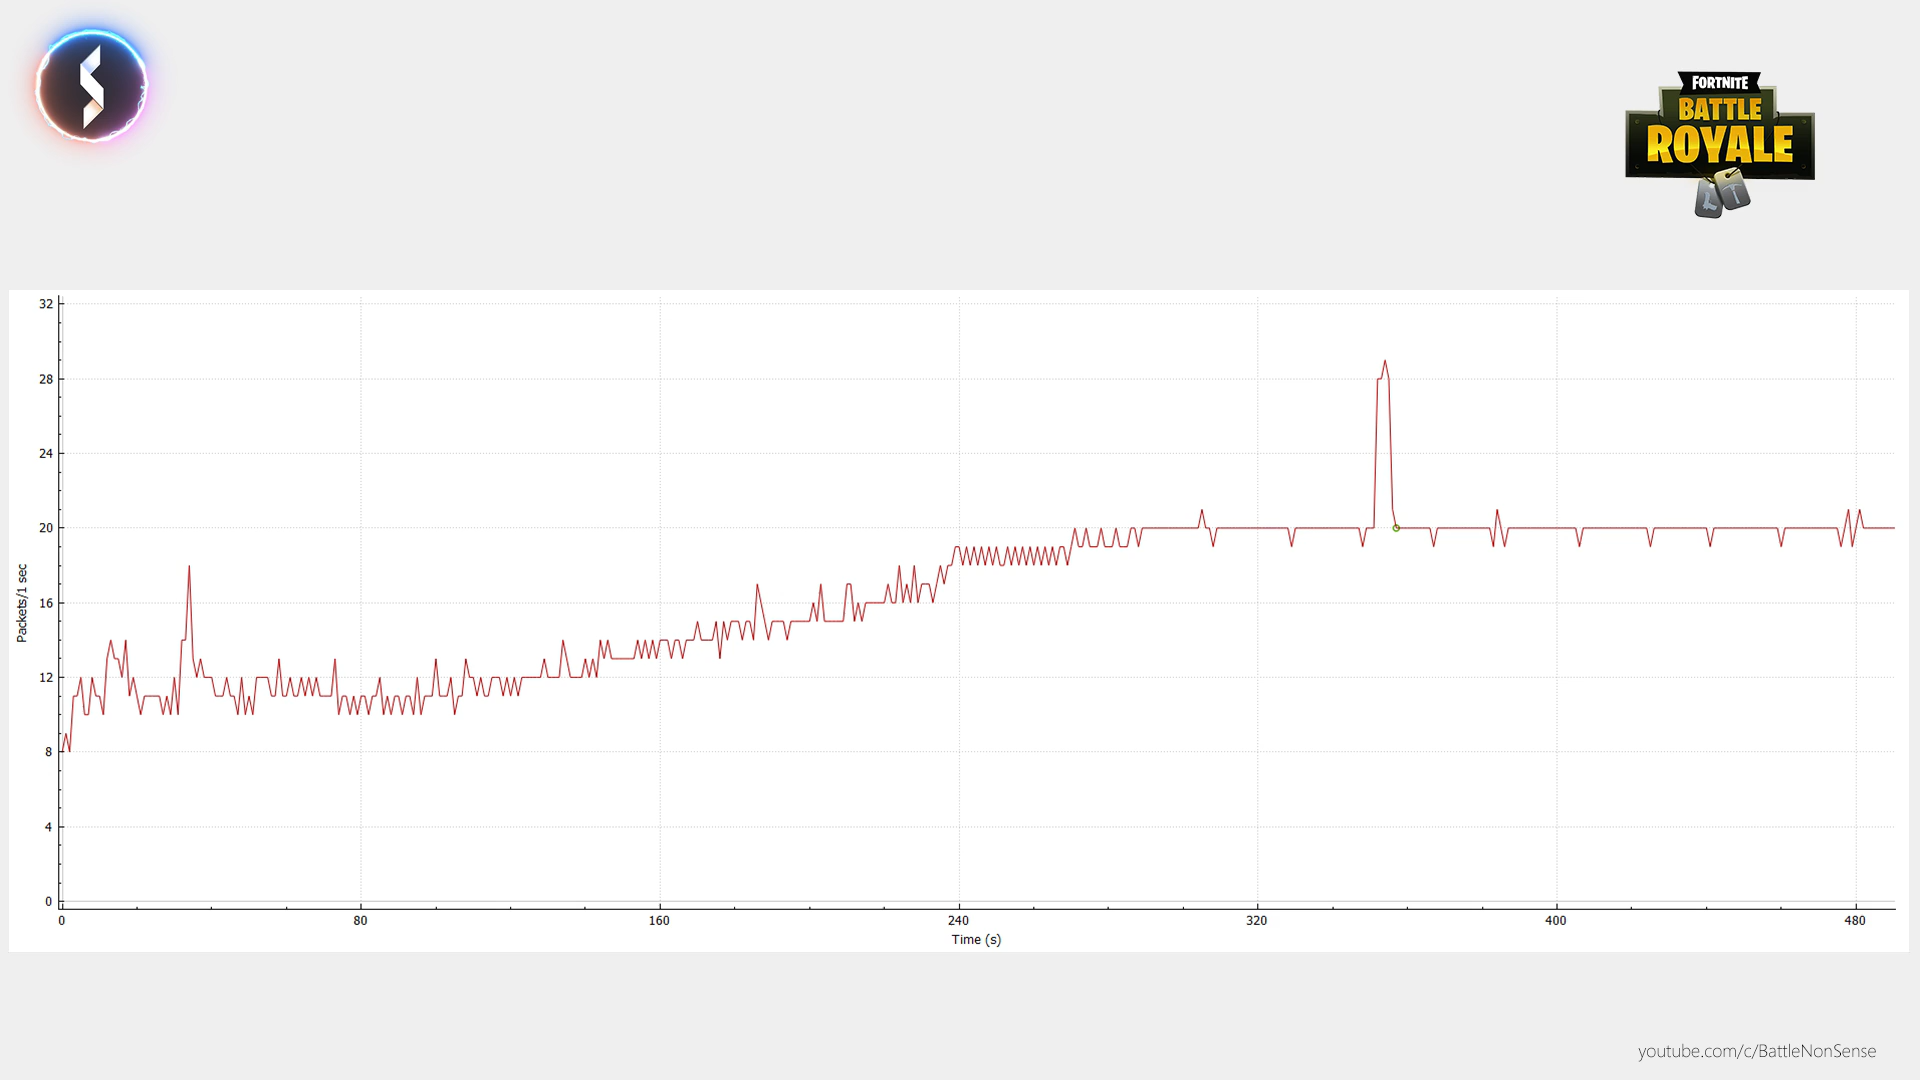 FORTNITE
BATTLE
ROYALE
32
28
24
20
16
12
8
4
0
Packets/1 sec
0 80 160 240 320 400 480
Time (s)
youtube.com/c/BattleNonSense